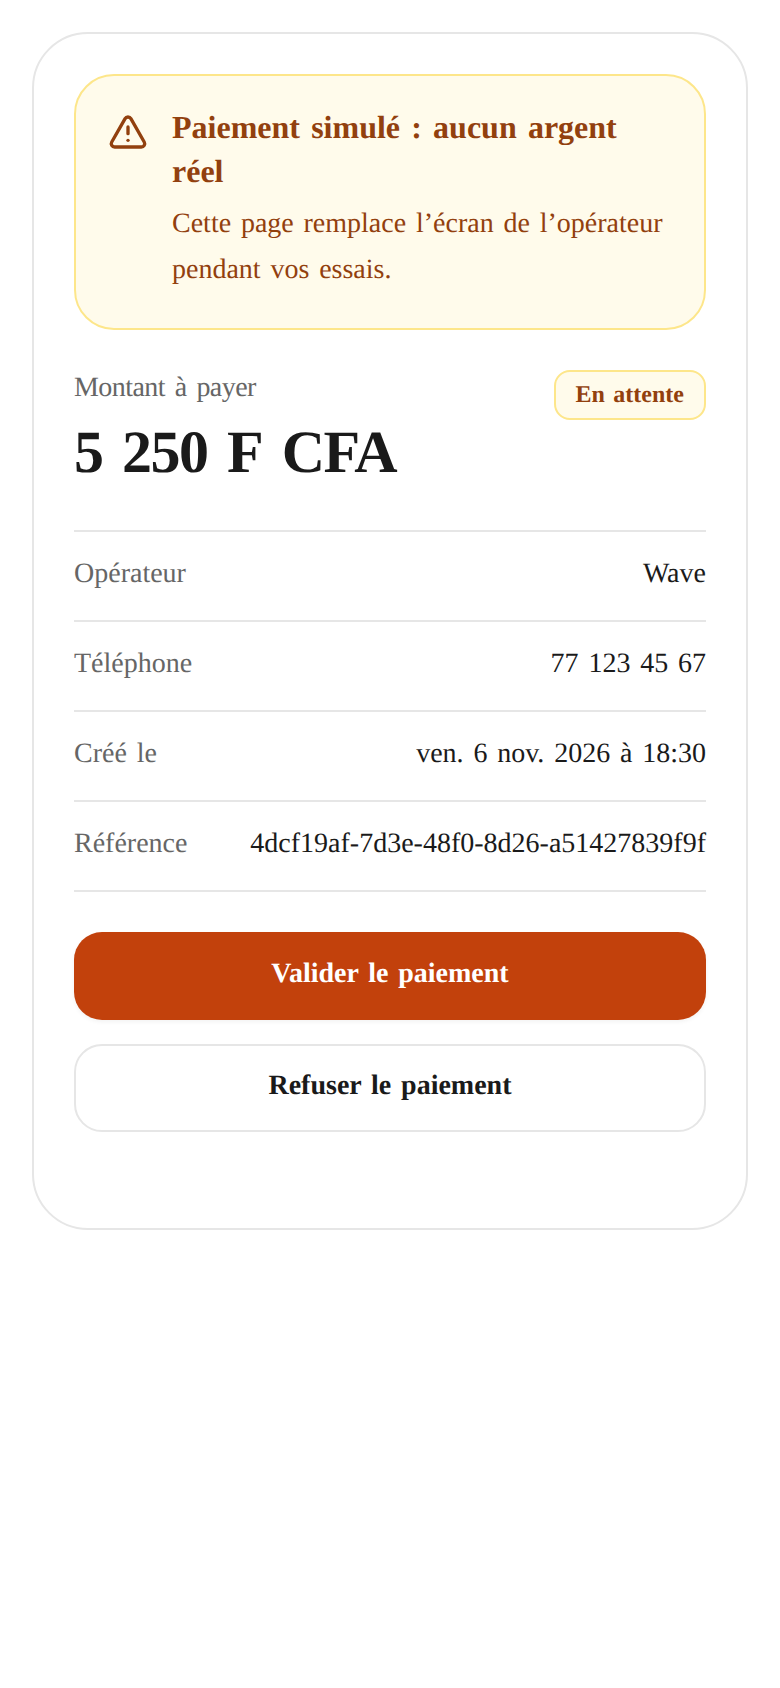 Paiement simulé : aucun argent
réel
Cette page remplace l’écran de l’opérateur
pendant vos essais.
Montant à payer
En attente
5 250 F CFA
Opérateur Wave
Téléphone 77 123 45 67
Créé le ven. 6 nov. 2026 à 18:30
Référence 4dcf19af-7d3e-48f0-8d26-a51427839f9f
Valider le paiement
Refuser le paiement